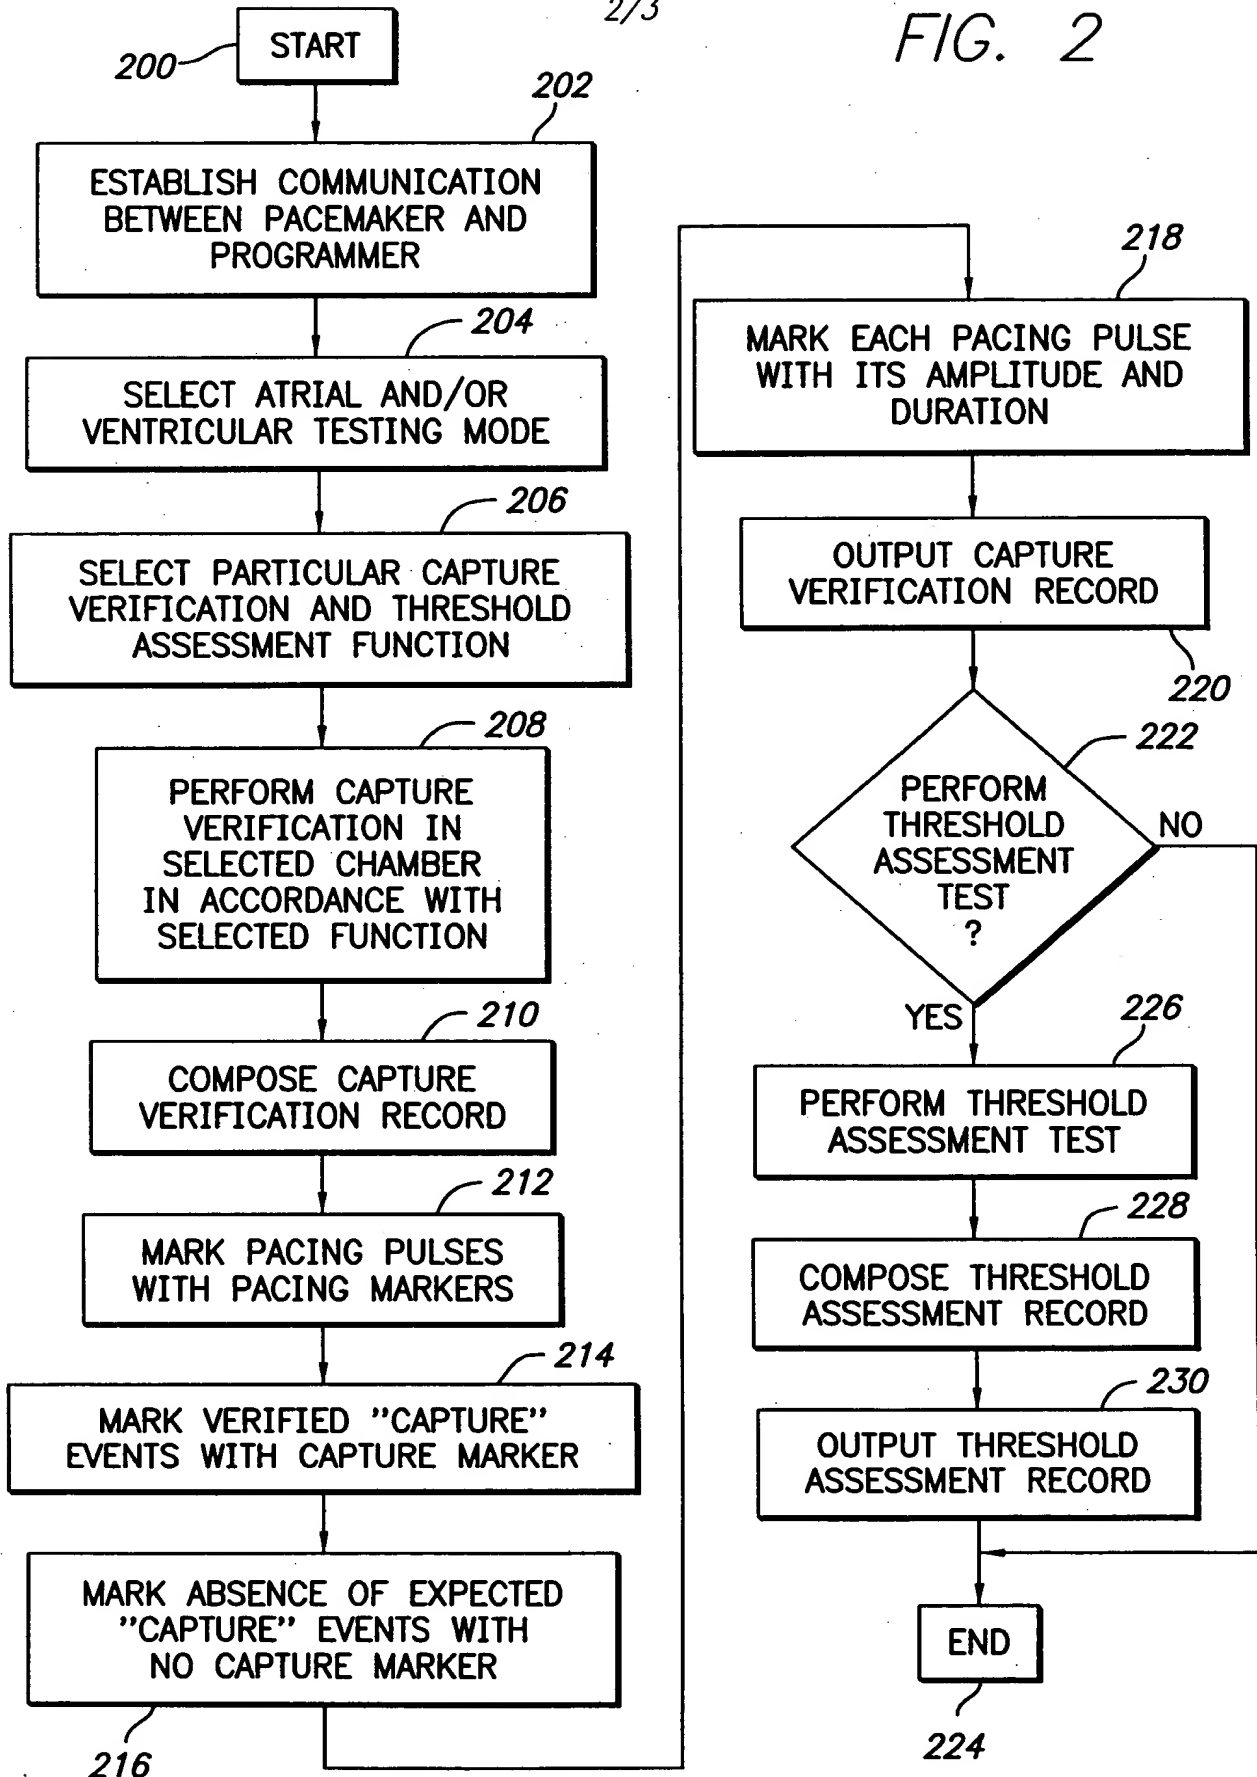 2/3
FIG. 2
START
200
202
ESTABLISH COMMUNICATION
BETWEEN PACEMAKER AND
PROGRAMMER
204
SELECT ATRIAL AND/OR
VENTRICULAR TESTING MODE
206
SELECT PARTICULAR CAPTURE
VERIFICATION AND THRESHOLD
ASSESSMENT FUNCTION
208
PERFORM CAPTURE
VERIFICATION IN
SELECTED CHAMBER
IN ACCORDANCE WITH
SELECTED FUNCTION
210
COMPOSE CAPTURE
VERIFICATION RECORD
212
MARK PACING PULSES
WITH PACING MARKERS
214
MARK VERIFIED "CAPTURE"
EVENTS WITH CAPTURE MARKER
MARK ABSENCE OF EXPECTED
"CAPTURE" EVENTS WITH
NO CAPTURE MARKER
216
218
MARK EACH PACING PULSE
WITH ITS AMPLITUDE AND
DURATION
OUTPUT CAPTURE
VERIFICATION RECORD
220
222
PERFORM
THRESHOLD
ASSESSMENT
TEST
?
NO
YES
226
PERFORM THRESHOLD
ASSESSMENT TEST
228
COMPOSE THRESHOLD
ASSESSMENT RECORD
230
OUTPUT THRESHOLD
ASSESSMENT RECORD
END
224